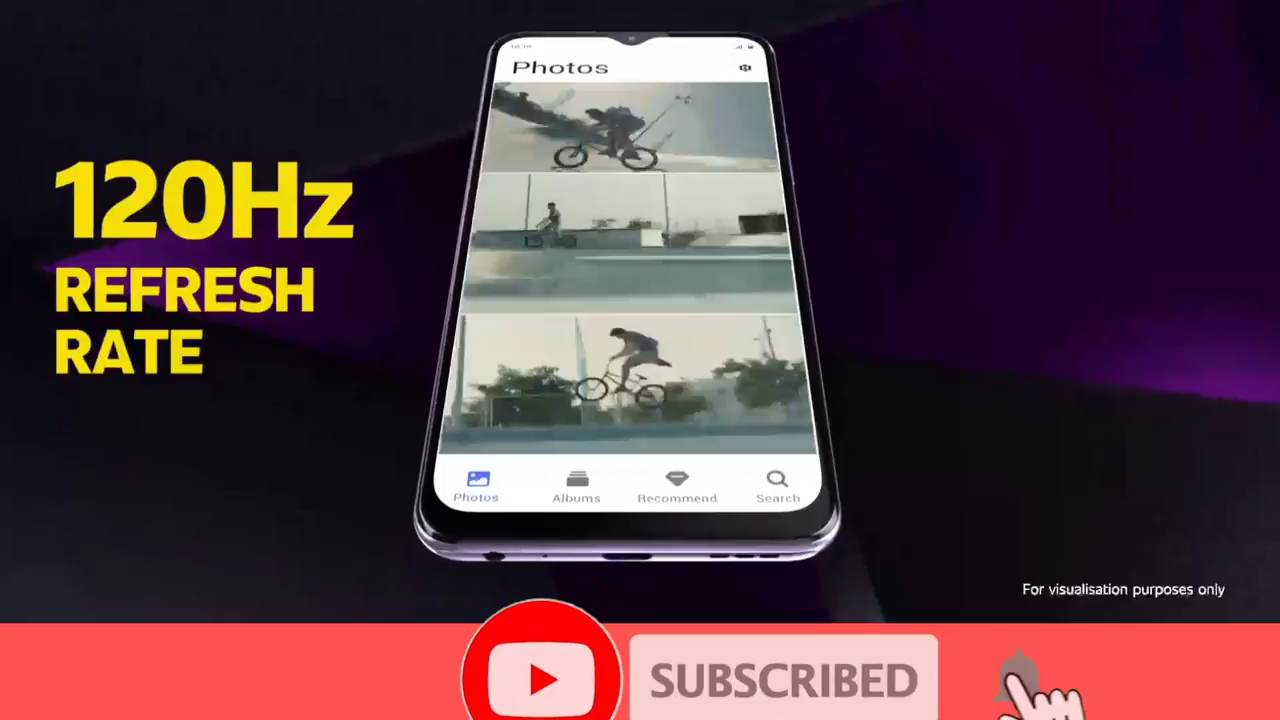 120Hz
REFRESH
RATE
Photos
Photos
Albums
Recommend
Search
For visualisation purposes only
SUBSCRIBED